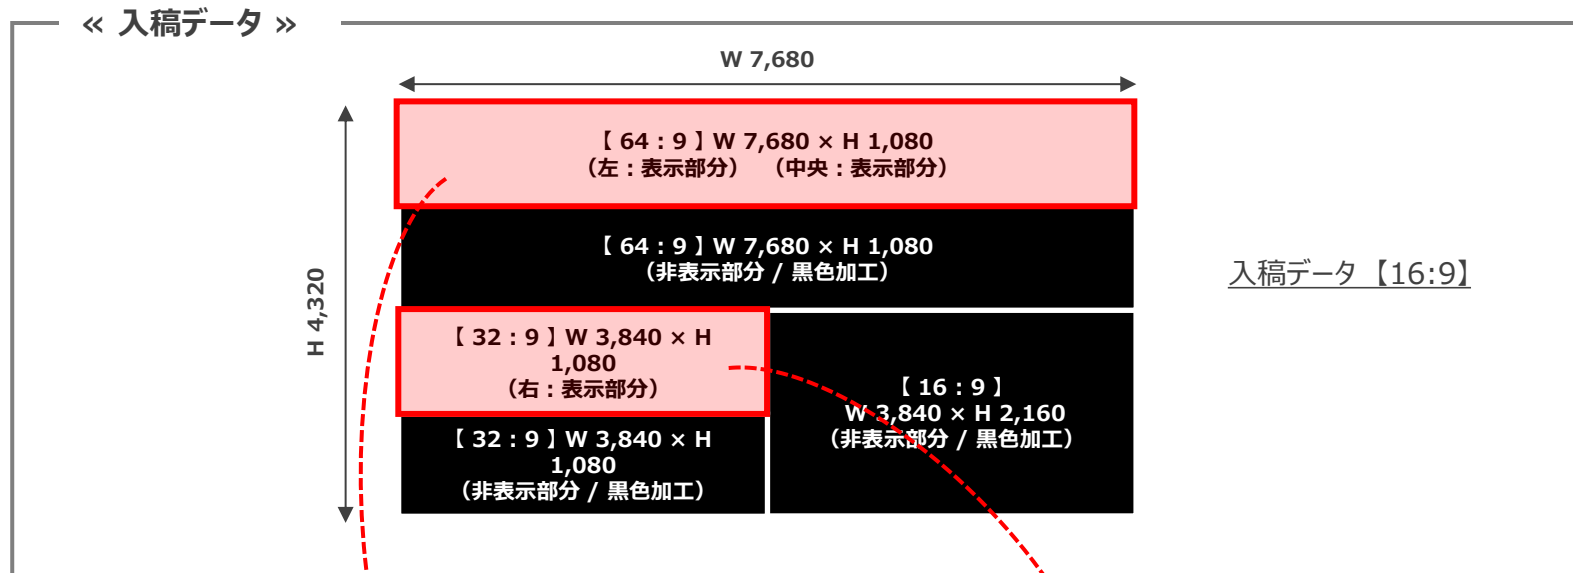 « 入稿データ »
W 7,680
H 4,320
【 64 : 9 】W 7,680 × H 1,080
（左：表示部分） （中央：表示部分）
【 64 : 9 】W 7,680 × H 1,080
（非表示部分 / 黒色加工）
入稿データ【16:9】
【 32 : 9 】W 3,840 × H
1,080
（右：表示部分）
【 16 : 9 】
W 3,840 × H 2,160
（非表示部分 / 黒色加工）
【 32 : 9 】W 3,840 × H
1,080
（非表示部分 / 黒色加工）